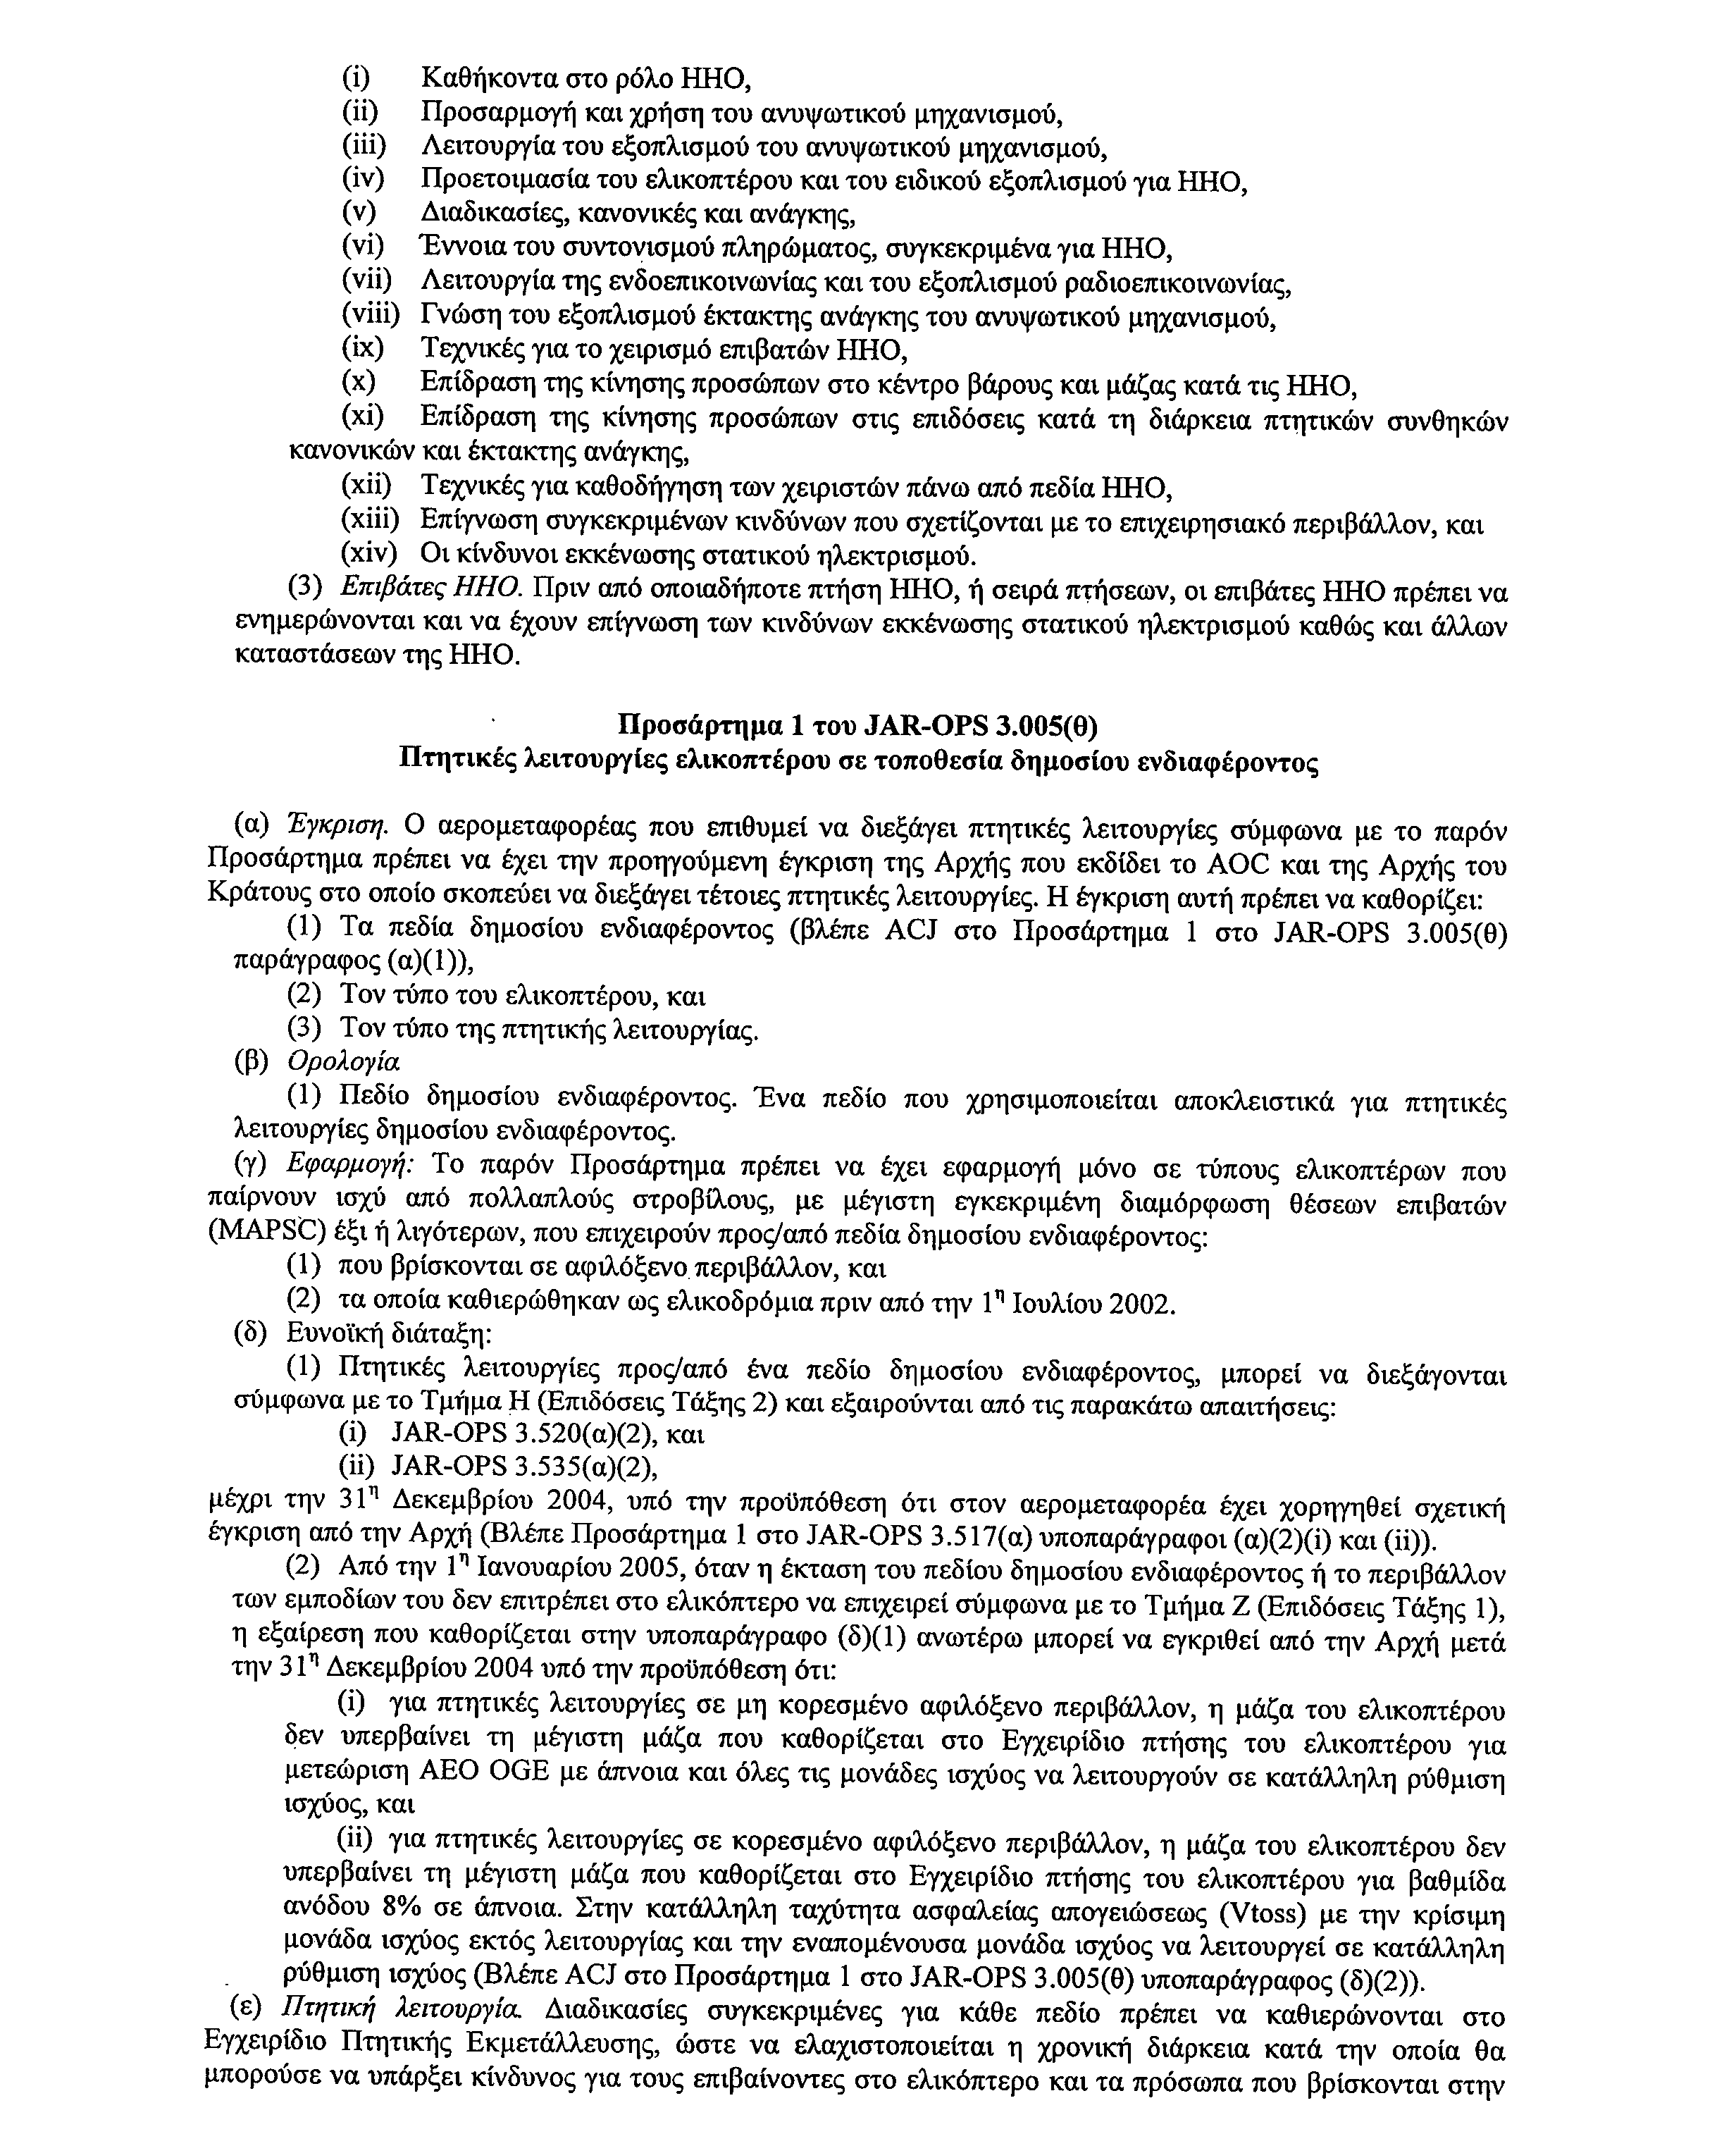 (i) Καθήκοντα στο ρόλο HHO,
(ii) Προσαρμογή και χρήση του ανυψωτικού μηχανισμού,
(iii) Λειτουργία του εξοπλισμού του ανυψωτικού μηχανισμού,
(iv) Προετοιμασία του ελικοπτέρου και του ειδικού εξοπλισμού για HHO,
(v) Διαδικασίες, κανονικές και ανάγκης,
(vi) Έννοια του συντονισμού πληρώματος, συγκεκριμένα για HHO,
(vii) Λειτουργία της ενδοεπικοινωνίας και του εξοπλισμού ραδιοεπικοινωνίας,
(viii) Γνώση του εξοπλισμού έκτακτης ανάγκης του ανυψωτικού μηχανισμού,
(ix) Τεχνικές για το χειρισμό επιβατών HHO,
(x) Επίδραση της κίνησης προσώπων στο κέντρο βάρους και μάζας κατά τις HHO,
(xi) Επίδραση της κίνησης προσώπων στις επιδόσεις κατά τη διάρκεια πτητικών συνθηκών
κανονικών και έκτακτης ανάγκης,
(xii) Τεχνικές για καθοδήγηση των χειριστών πάνω από πεδία HHO,
(xiii) Επίγνωση συγκεκριμένων κινδύνων που σχετίζονται με το επιχειρησιακό περιβάλλον, και
(xiv) Οι κίνδυνοι εκκένωσης στατικού ηλεκτρισμού.
(3) Επιβάτες HHO. Πριν από οποιαδήποτε πτήση HHO, ή σειρά πτήσεων, οι επιβάτες HHO πρέπει να
ενημερώνονται και να έχουν επίγνωση των κινδύνων εκκένωσης στατικού ηλεκτρισμού καθώς και άλλων
καταστάσεων της HHO.
Προσάρτημα 1 του JAR-OPS 3.005(θ)
Πτητικές λειτουργίες ελικοπτέρου σε τοποθεσία δημοσίου ενδιαφέροντος
(α) Έγκριση. Ο αερομεταφορέας που επιθυμεί να διεξάγει πτητικές λειτουργίες σύμφωνα με το παρόν
Προσάρτημα πρέπει να έχει την προηγούμενη έγκριση της Αρχής που εκδίδει το AOC και της Αρχής του
Κράτους στο οποίο σκοπεύει να διεξάγει τέτοιες πτητικές λειτουργίες. Η έγκριση αυτή πρέπει να καθορίζει:
(1) Τα πεδία δημοσίου ενδιαφέροντος (βλέπε ACJ στο Προσάρτημα 1 στο JAR-OPS 3.005(θ)
παράγραφος (α)(1)),
(2) Τον τύπο του ελικοπτέρου, και
(3) Τον τύπο της πτητικής λειτουργίας.
(β) Ορολογία
(1) Πεδίο δημοσίου ενδιαφέροντος. Ένα πεδίο που χρησιμοποιείται αποκλειστικά για πτητικές
λειτουργίες δημοσίου ενδιαφέροντος.
(γ) Εφαρμογή: Το παρόν Προσάρτημα πρέπει να έχει εφαρμογή μόνο σε τύπους ελικοπτέρων που
παίρνουν ισχύ από πολλαπλούς στροβίλους, με μέγιστη εγκεκριμένη διαμόρφωση θέσεων επιβατών
(MAPSC) έξι ή λιγότερων, που επιχειρούν προς/από πεδία δημοσίου ενδιαφέροντος:
(1) που βρίσκονται σε αφιλόξενο περιβάλλον, και
(2) τα οποία καθιερώθηκαν ως ελικοδρόμια πριν από την 1η Ιουλίου 2002.
(δ) Ευνοϊκή διάταξη:
(1) Πτητικές λειτουργίες προς/από ένα πεδίο δημοσίου ενδιαφέροντος, μπορεί να διεξάγονται
σύμφωνα με το Τμήμα Η (Επιδόσεις Τάξης 2) και εξαιρούνται από τις παρακάτω απαιτήσεις:
(i) JAR-OPS 3.520(α)(2), και
(ii) JAR-OPS 3.535(α)(2),
μέχρι την 31η Δεκεμβρίου 2004, υπό την προϋπόθεση ότι στον αερομεταφορέα έχει χορηγηθεί σχετική
έγκριση από την Αρχή (Βλέπε Προσάρτημα 1 στο JAR-OPS 3.517(α) υποπαράγραφοι (α)(2)(i) και (ii)).
(2) Από την 1η Ιανουαρίου 2005, όταν η έκταση του πεδίου δημοσίου ενδιαφέροντος ή το περιβάλλον
των εμποδίων του δεν επιτρέπει στο ελικόπτερο να επιχειρεί σύμφωνα με το Τμήμα Ζ (Επιδόσεις Τάξης 1),
η εξαίρεση που καθορίζεται στην υποπαράγραφο (δ)(1) ανωτέρω μπορεί να εγκριθεί από την Αρχή μετά
την 31η Δεκεμβρίου 2004 υπό την προϋπόθεση ότι:
(i) για πτητικές λειτουργίες σε μη κορεσμένο αφιλόξενο περιβάλλον, η μάζα του ελικοπτέρου
δεν υπερβαίνει τη μέγιστη μάζα που καθορίζεται στο Εγχειρίδιο πτήσης του ελικοπτέρου για
μετεώριση AEO OGE με άπνοια και όλες τις μονάδες ισχύος να λειτουργούν σε κατάλληλη ρύθμιση
ισχύος, και
(ii) για πτητικές λειτουργίες σε κορεσμένο αφιλόξενο περιβάλλον, η μάζα του ελικοπτέρου δεν
υπερβαίνει τη μέγιστη μάζα που καθορίζεται στο Εγχειρίδιο πτήσης του ελικοπτέρου για βαθμίδα
ανόδου 8% σε άπνοια. Στην κατάλληλη ταχύτητα ασφαλείας απογειώσεως (Vtoss) με την κρίσιμη
μονάδα ισχύος εκτός λειτουργίας και την εναπομένουσα μονάδα ισχύος να λειτουργεί σε κατάλληλη
ρύθμιση ισχύος (Βλέπε ACJ στο Προσάρτημα 1 στο JAR-OPS 3.005(θ) υποπαράγραφος (δ)(2)).
(ε) Πτητική λειτουργία. Διαδικασίες συγκεκριμένες για κάθε πεδίο πρέπει να καθιερώνονται στο
Εγχειρίδιο Πτητικής Εκμετάλλευσης, ώστε να ελαχιστοποιείται η χρονική διάρκεια κατά την οποία θα
μπορούσε να υπάρξει κίνδυνος για τους επιβαίνοντες στο ελικόπτερο και τα πρόσωπα που βρίσκονται στην